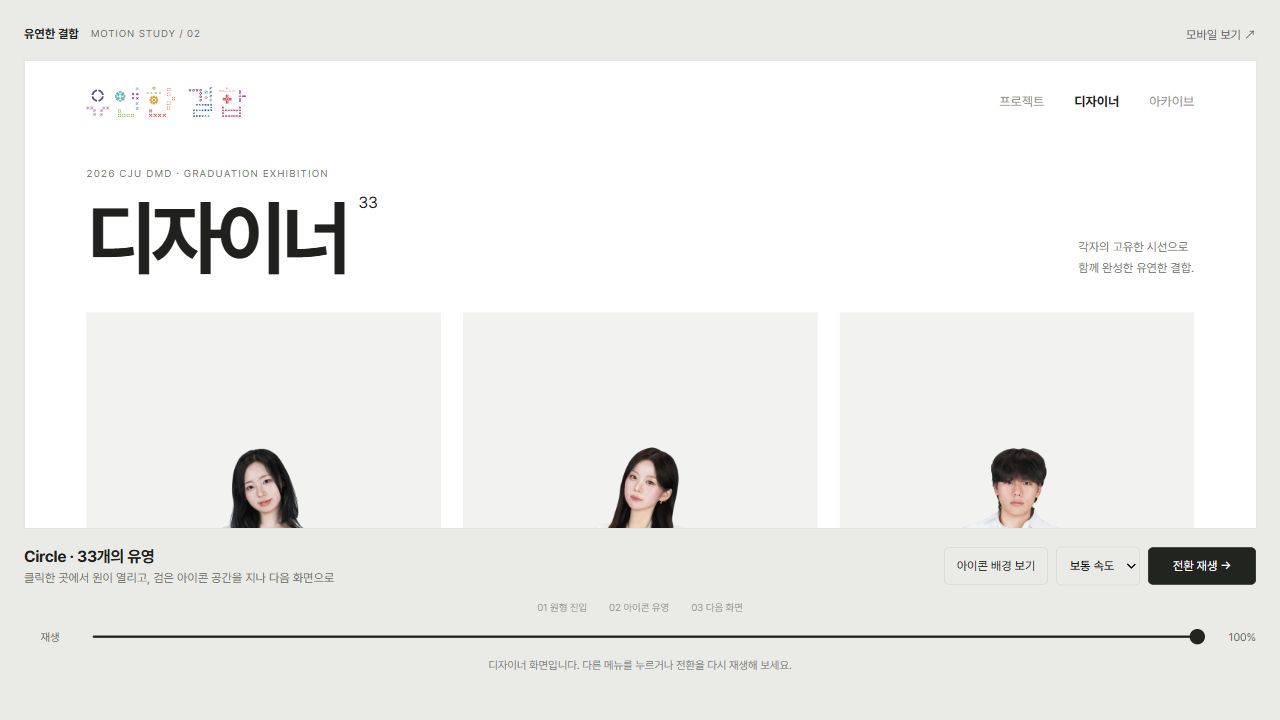 유연한 결합 MOTION STUDY / 02
모바일 보기 ↗
유연한 결합
프로젝트 디자이너 아카이브
2026 CJU DMD · GRADUATION EXHIBITION
디자이너 33
각자의 고유한 시선으로
함께 완성한 유연한 결합.
Circle · 33개의 유영
클릭한 곳에서 원이 열리고, 검은 아이콘 공간을 지나 다음 화면으로
아이콘 배경 보기 보통 속도 전환 재생 →
01 원형 진입 02 아이콘 유영 03 다음 화면
재생 100%
디자이너 화면입니다. 다른 메뉴를 누르거나 전환을 다시 재생해 보세요.